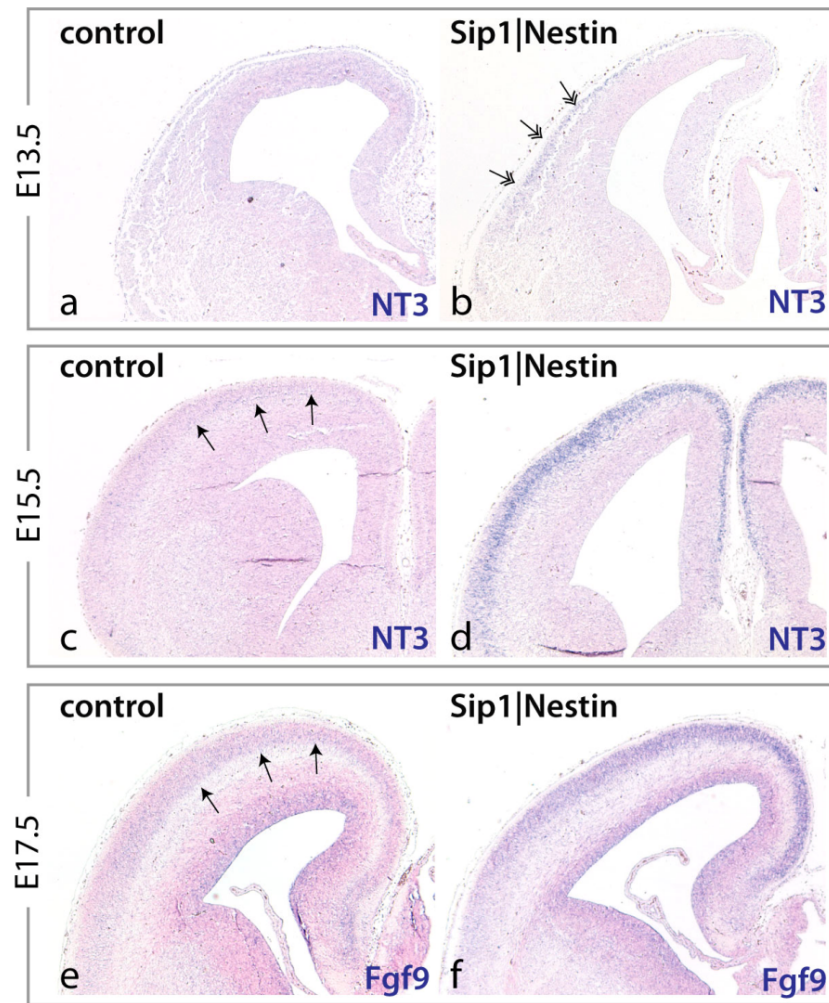 control
Sip1|Nestin
E13.5
a
NT3
b
NT3
control
Sip1|Nestin
E15.5
c
NT3
d
NT3
control
Sip1|Nestin
E17.5
e
Fgf9
f
Fgf9